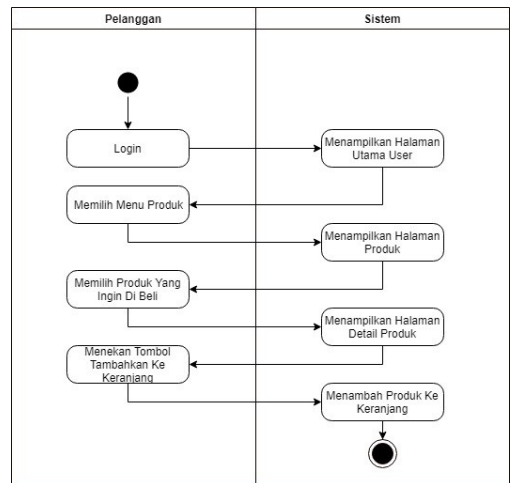 Pelanggan
Sistem
Login
Menampilkan Halaman
Utama User
Memilih Menu Produk
Menampilkan Halaman
Produk
Memilih Produk Yang
Ingin Di Beli
Menampilkan Halaman
Detail Produk
Menekan Tombol
Tambahkan Ke
Keranjang
Menambah Produk Ke
Keranjang